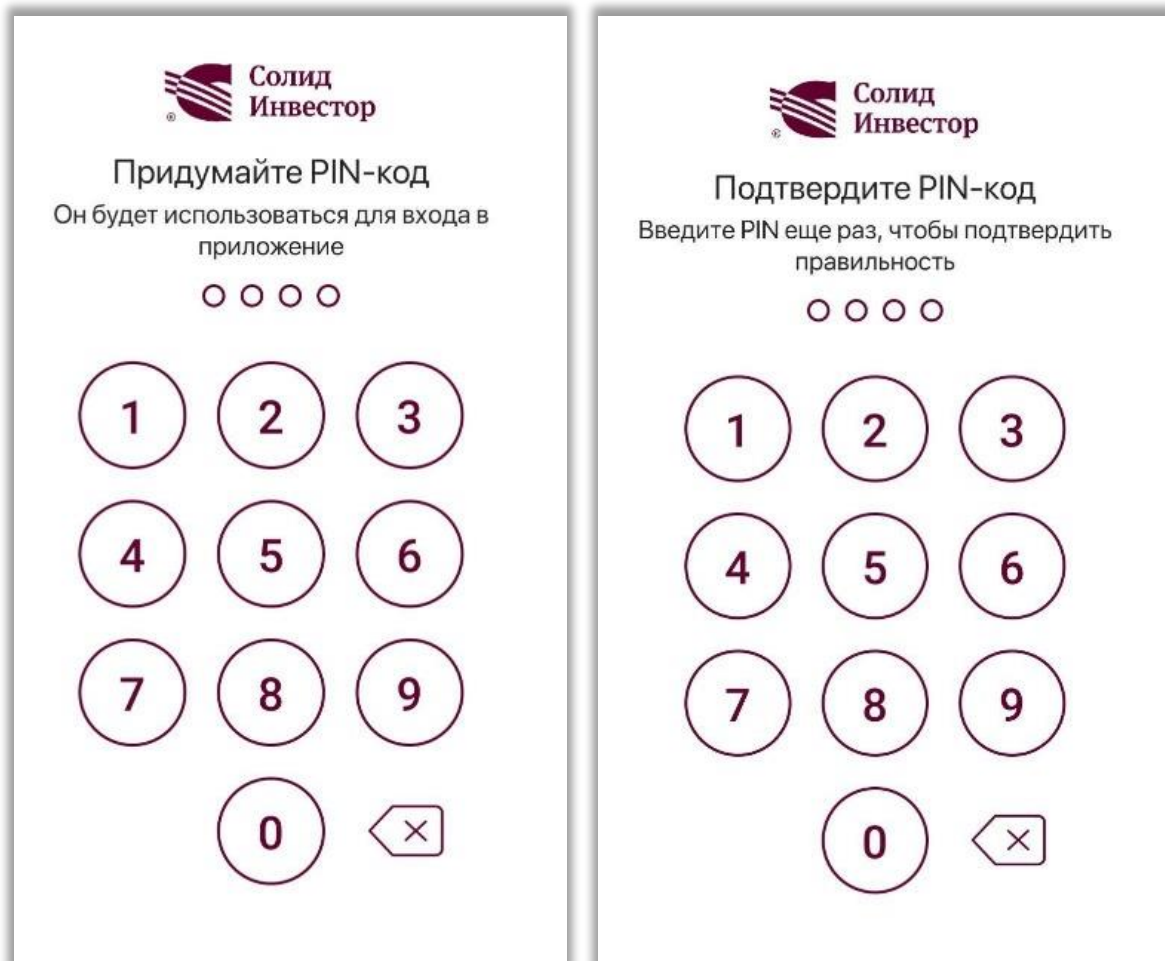 Солид
Инвестор
®
Придумайте PIN-код
Он будет использоваться для входа в
приложение
1 2 3
4 5 6
7 8 9
0
Солид
Инвестор
®
Подтвердите PIN-код
Введите PIN еще раз, чтобы подтвердить
правильность
1 2 3
4 5 6
7 8 9
0